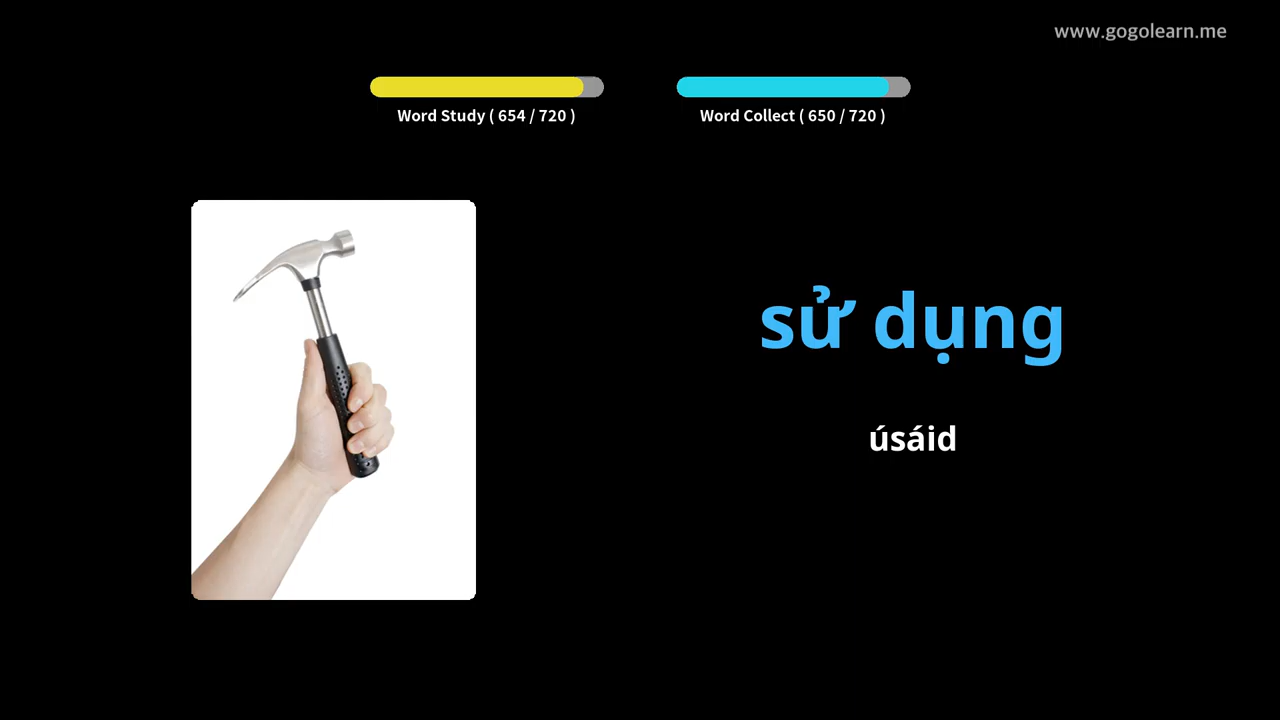 www.gogolearn.me
Word Study ( 654 / 720 )
Word Collect ( 650 / 720 )
sử dụng
úsáid